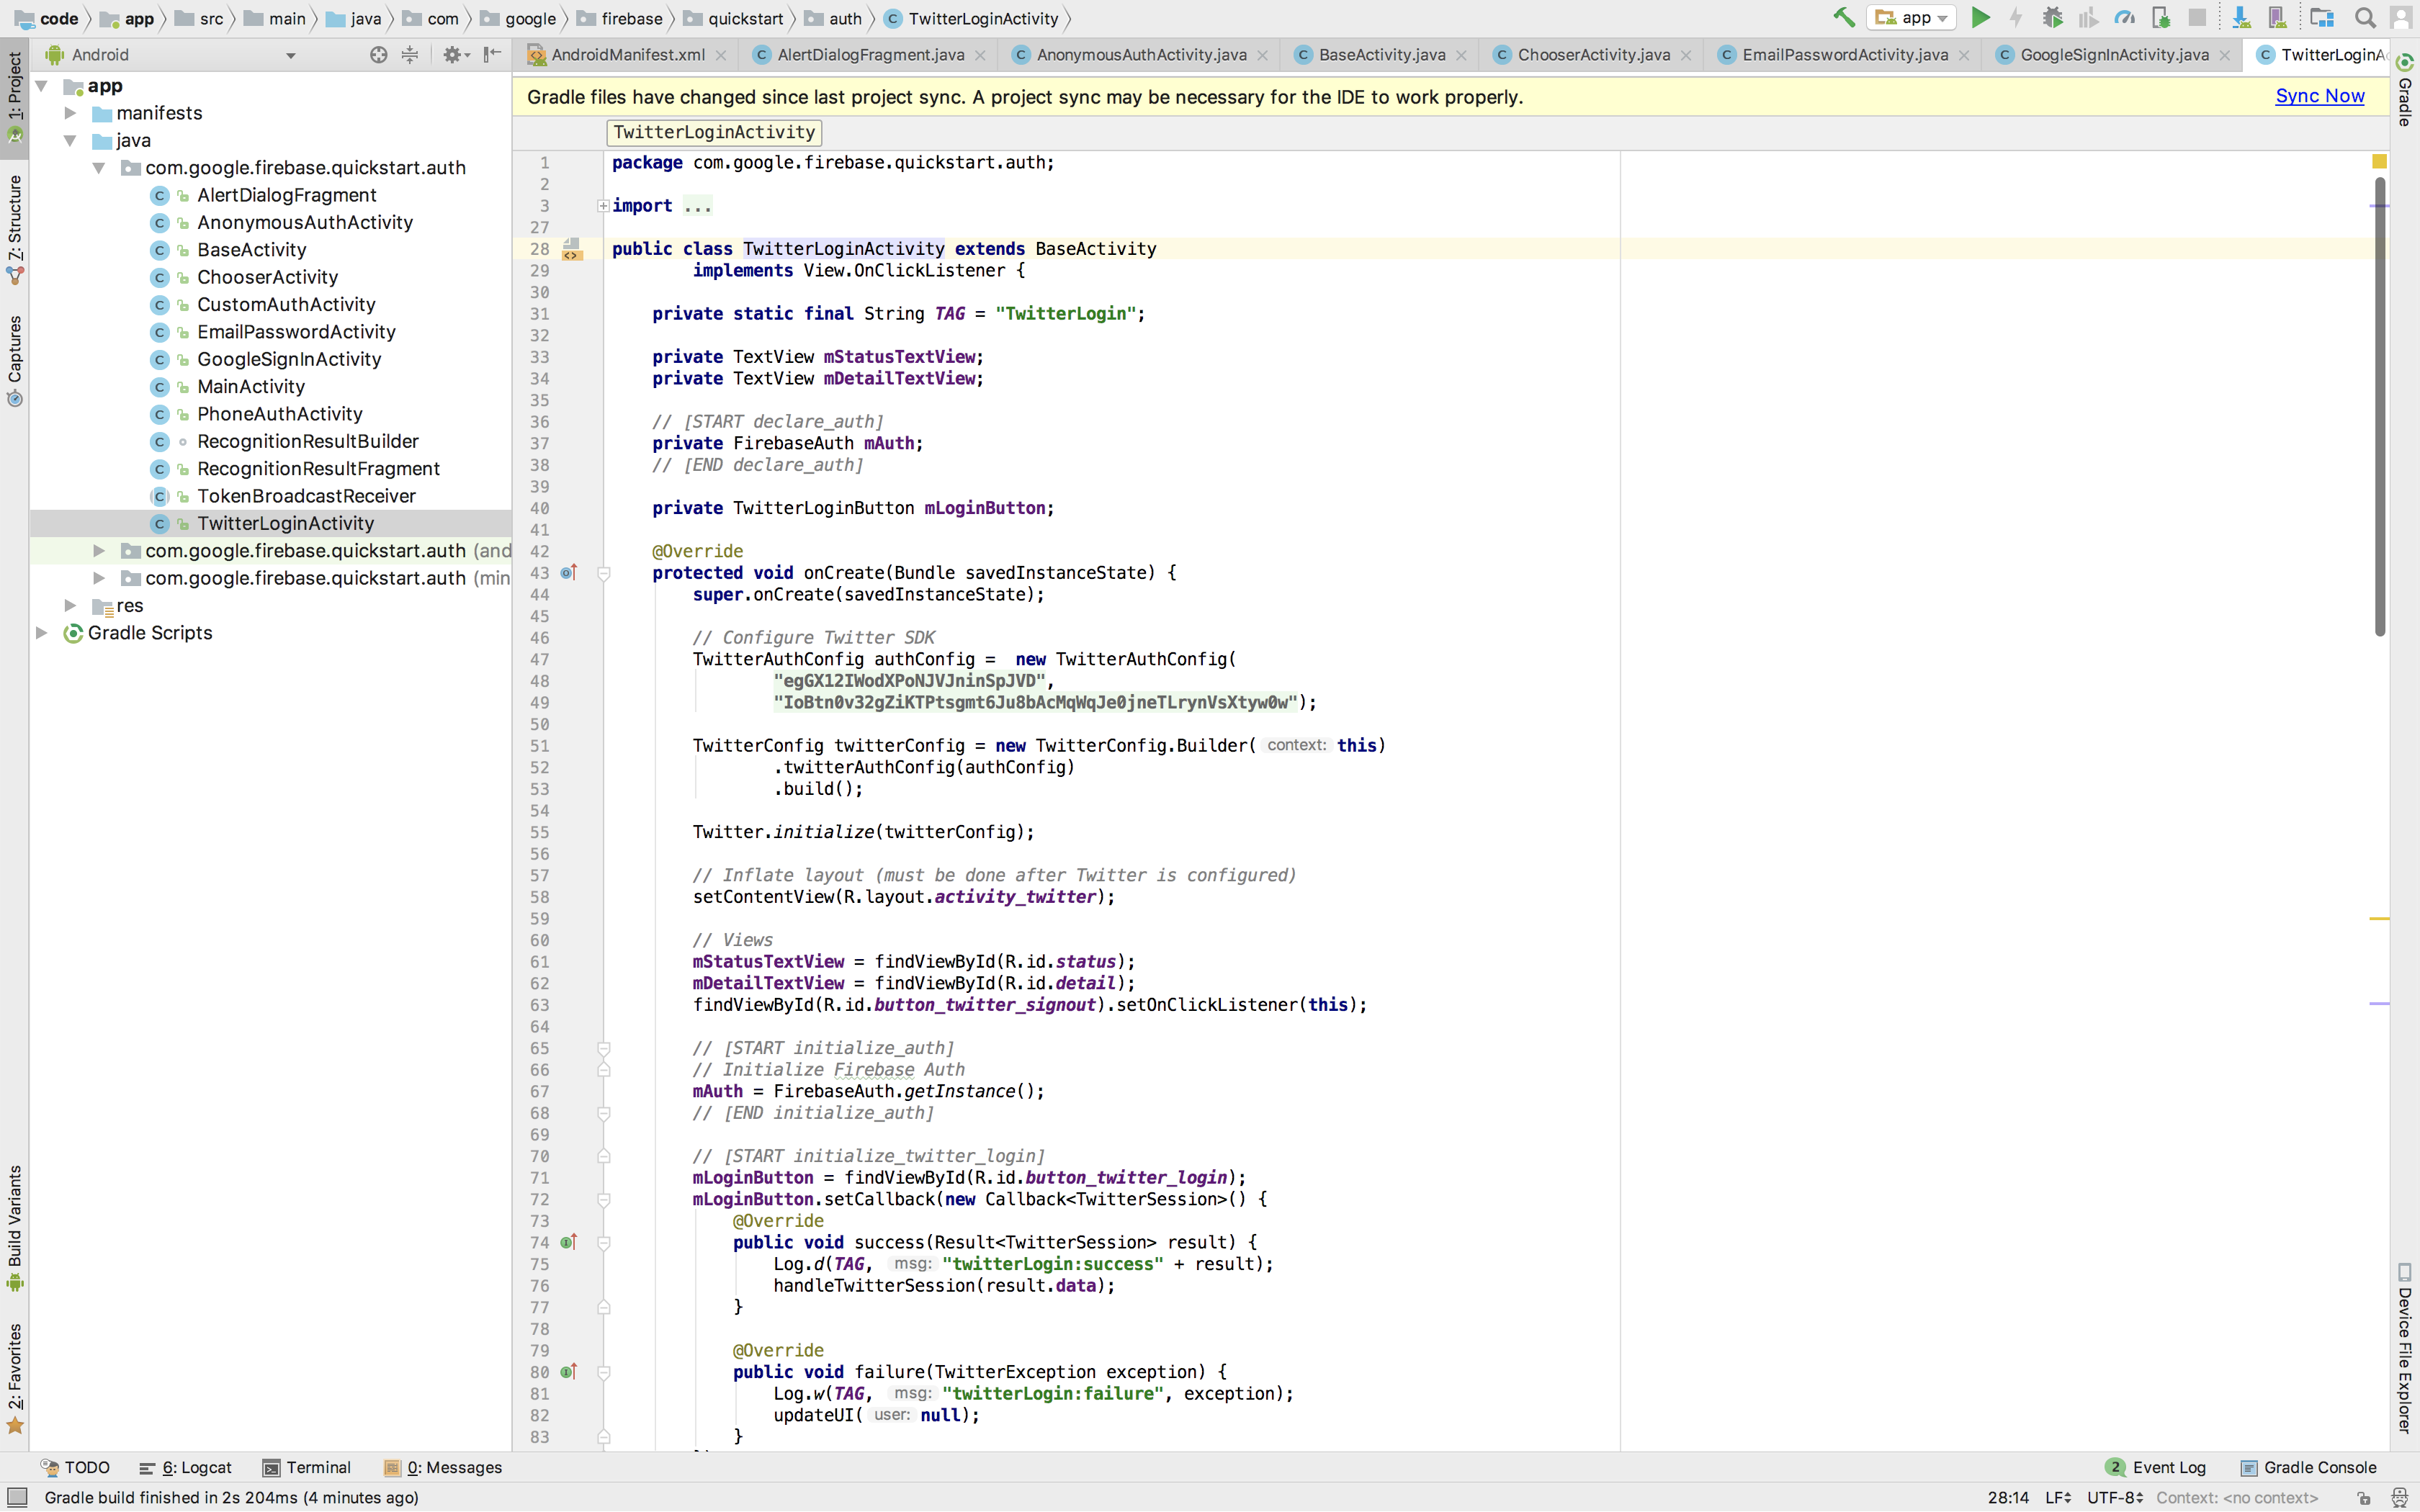 code app src main java com google firebase quickstart auth TwitterLoginActivity app
Android
AndroidManifest.xml AlertDialogFragment.java AnonymousAuthActivity.java BaseActivity.java ChooserActivity.java EmailPasswordActivity.java GoogleSignInActivity.java TwitterLoginA
Gradle files have changed since last project sync. A project sync may be necessary for the IDE to work properly. Sync Now
TwitterLoginActivity
1: Project
7: Structure
Captures
Build Variants
2: Favorites
app
manifests
java
com.google.firebase.quickstart.auth
AlertDialogFragment
AnonymousAuthActivity
BaseActivity
ChooserActivity
CustomAuthActivity
EmailPasswordActivity
GoogleSignInActivity
MainActivity
PhoneAuthActivity
RecognitionResultBuilder
RecognitionResultFragment
TokenBroadcastReceiver
TwitterLoginActivity
com.google.firebase.quickstart.auth (and
com.google.firebase.quickstart.auth (min
res
Gradle Scripts
1 package com.google.firebase.quickstart.auth;
2
3 import ...
27
28 public class TwitterLoginActivity extends BaseActivity
29 implements View.OnClickListener {
30
31 private static final String TAG = "TwitterLogin";
32
33 private TextView mStatusTextView;
34 private TextView mDetailTextView;
35
36 // [START declare_auth]
37 private FirebaseAuth mAuth;
38 // [END declare_auth]
39
40 private TwitterLoginButton mLoginButton;
41
42 @Override
43 protected void onCreate(Bundle savedInstanceState) {
44 super.onCreate(savedInstanceState);
45
46 // Configure Twitter SDK
47 TwitterAuthConfig authConfig = new TwitterAuthConfig(
48 "egGX12IWodXPoNJVJninSpJVD",
49 "IoBtn0v32gZiKTPtsgmt6Ju8bAcMqWqJe0jneTLrynVsXtyw0w");
50
51 TwitterConfig twitterConfig = new TwitterConfig.Builder( context: this)
52 .twitterAuthConfig(authConfig)
53 .build();
54
55 Twitter.initialize(twitterConfig);
56
57 // Inflate layout (must be done after Twitter is configured)
58 setContentView(R.layout.activity_twitter);
59
60 // Views
61 mStatusTextView = findViewById(R.id.status);
62 mDetailTextView = findViewById(R.id.detail);
63 findViewById(R.id.button_twitter_signout).setOnClickListener(this);
64
65 // [START initialize_auth]
66 // Initialize Firebase Auth
67 mAuth = FirebaseAuth.getInstance();
68 // [END initialize_auth]
69
70 // [START initialize_twitter_login]
71 mLoginButton = findViewById(R.id.button_twitter_login);
72 mLoginButton.setCallback(new Callback<TwitterSession>() {
73 @Override
74 public void success(Result<TwitterSession> result) {
75 Log.d(TAG, msg: "twitterLogin:success" + result);
76 handleTwitterSession(result.data);
77 }
78
79 @Override
80 public void failure(TwitterException exception) {
81 Log.w(TAG, msg: "twitterLogin:failure", exception);
82 updateUI( user: null);
83 }
Gradle
Device File Explorer
TODO 6: Logcat Terminal 0: Messages 2 Event Log Gradle Console
Gradle build finished in 2s 204ms (4 minutes ago) 28:14 LF UTF-8 Context: <no context>